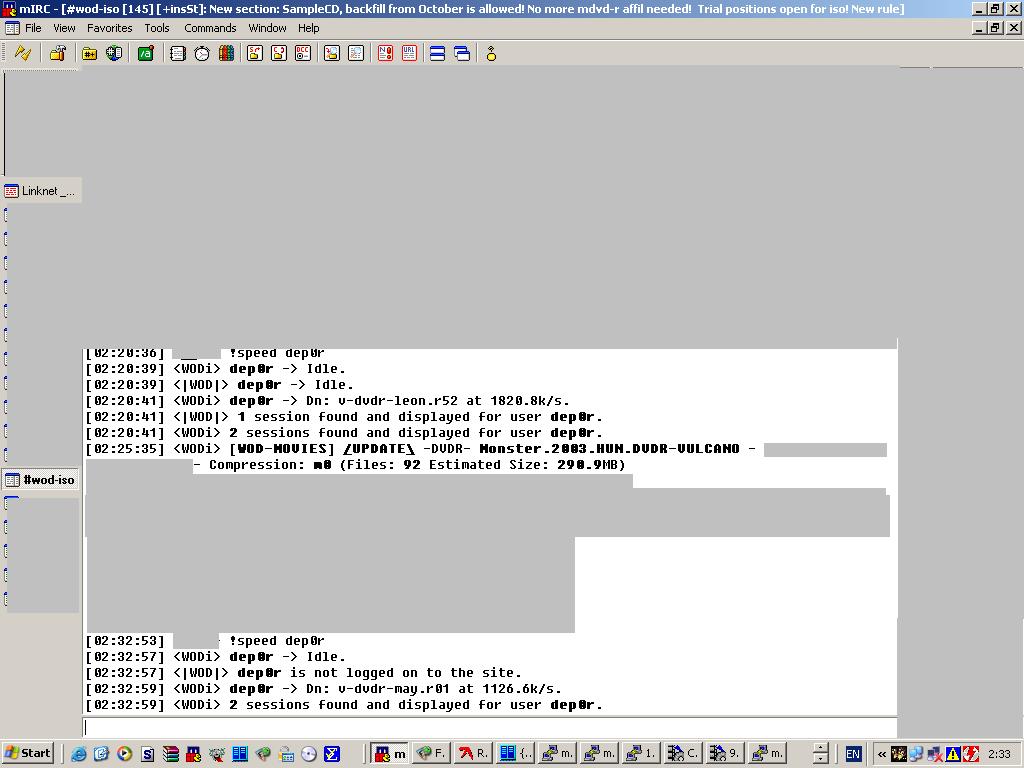 mIRC - [#wod-iso [145] [+insSt]: New section: SampleCD, backfill from October is allowed! No more mdvd-r affil needed! Trial positions open for iso! New rule]
File View Favorites Tools Commands Window Help
Linknet _...
#wod-iso
[02:20:36] !speed dep0r
[02:20:39] <WODi> dep0r -> Idle.
[02:20:39] <|WOD|> dep0r -> Idle.
[02:20:41] <WODi> dep0r -> Dn: v-dvdr-leon.r52 at 1820.8k/s.
[02:20:41] <|WOD|> 1 session found and displayed for user dep0r.
[02:20:41] <WODi> 2 sessions found and displayed for user dep0r.
[02:25:35] <WODi> [WOD-MOVIES] /UPDATE\ -DVDR- Monster.2003.HUN.DVDR-VULCANO -
- Compression: m0 (Files: 92 Estimated Size: 290.9MB)
[02:32:53] !speed dep0r
[02:32:57] <WODi> dep0r -> Idle.
[02:32:57] <|WOD|> dep0r is not logged on to the site.
[02:32:59] <WODi> dep0r -> Dn: v-dvdr-may.r01 at 1126.6k/s.
[02:32:59] <WODi> 2 sessions found and displayed for user dep0r.
Start m F. R. {.. m. m. 1. C. 9. m. EN « 2:33